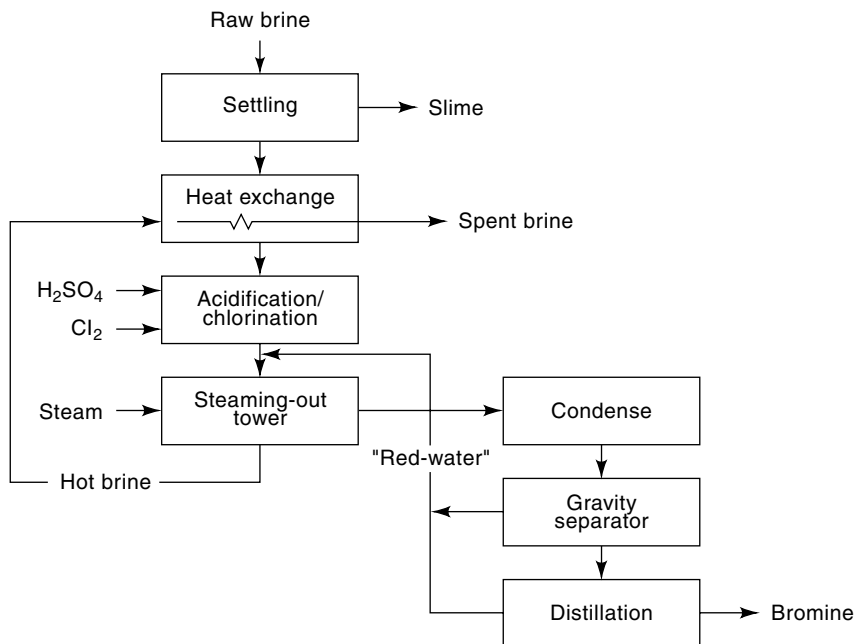 Raw brine
Settling
Slime
Heat exchange
Spent brine
H₂SO₄
Acidification/
chlorination
Cl₂
Steam
Steaming-out
tower
Condense
"Red-water"
Hot brine
Gravity
separator
Distillation
Bromine